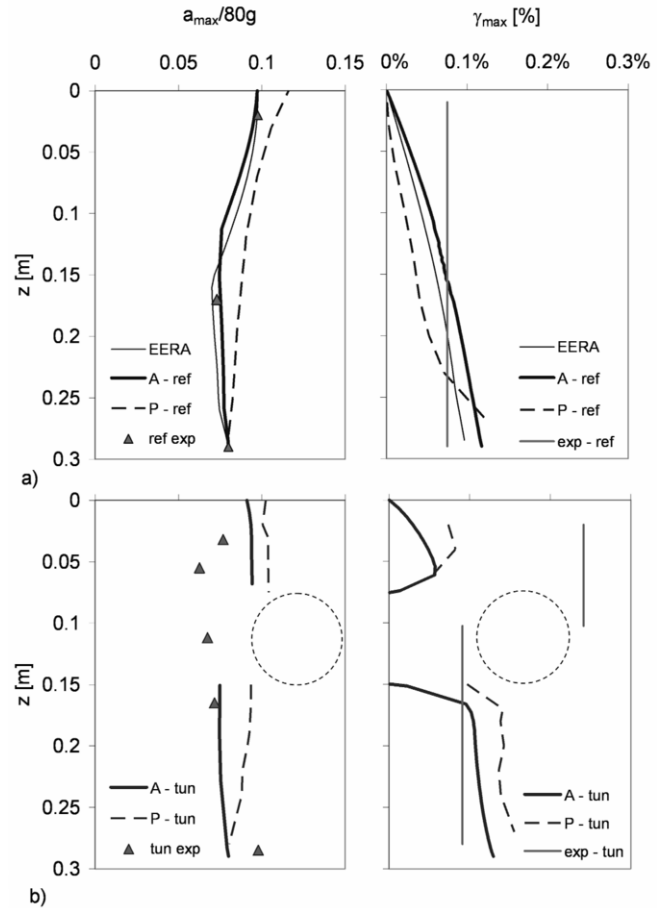 a_max/80g
0 0.05 0.1 0.15
0
0.05
0.1
0.15
0.2
0.25
0.3
z [m]
EERA
A - ref
P - ref
ref exp
γ_max [%]
0% 0.1% 0.2% 0.3%
EERA
A - ref
P - ref
exp - ref
a)
0
0.05
0.1
0.15
0.2
0.25
0.3
z [m]
A - tun
P - tun
tun exp
A - tun
P - tun
exp - tun
b)